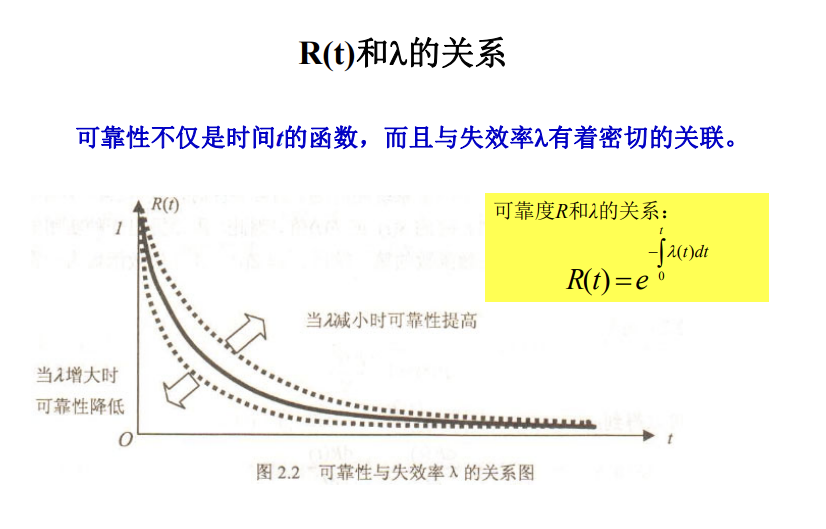 R(t)和λ的关系
可靠性不仅是时间t的函数，而且与失效率λ有着密切的关联。
R(t)
1
可靠度R和λ的关系：
R(t) = e^{-∫_0^t λ(t)dt}
当λ减小时可靠性提高
当λ增大时
可靠性降低
O
t
图 2.2 可靠性与失效率 λ 的关系图